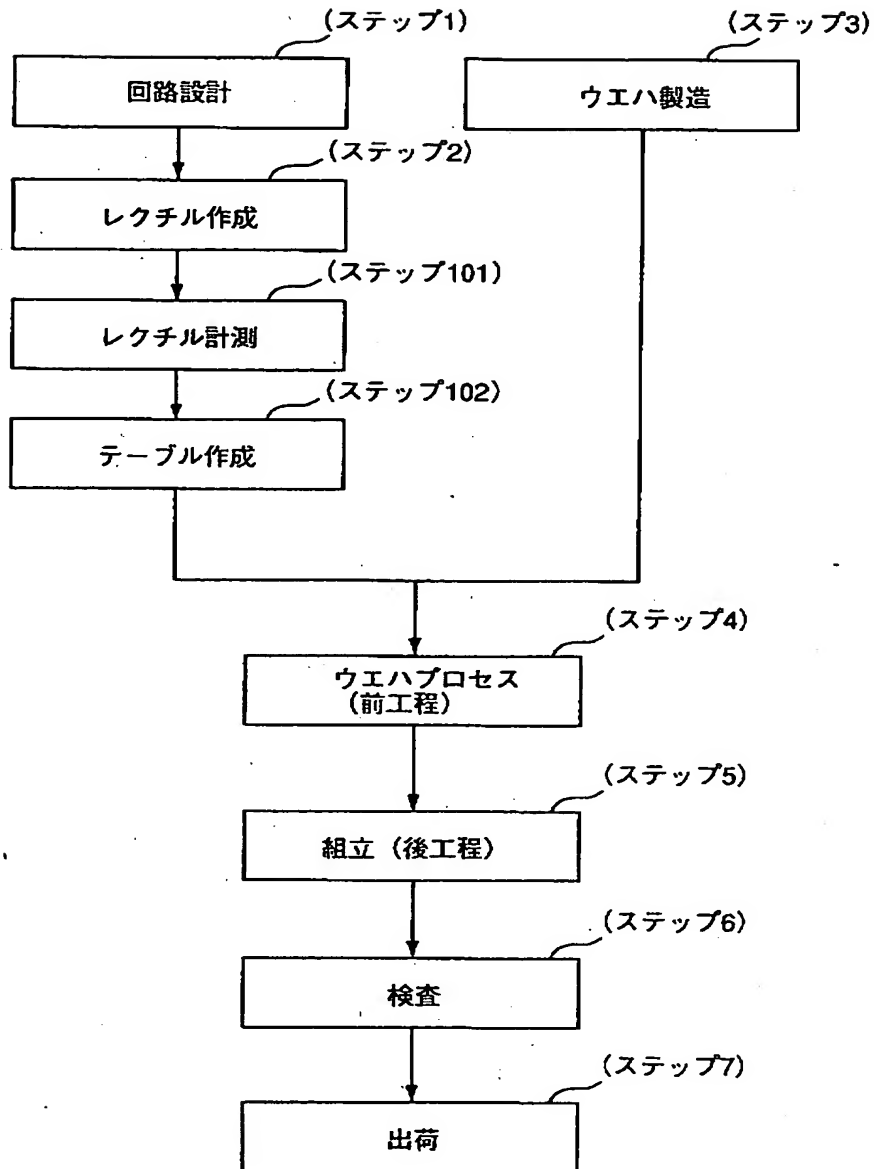 (ステップ1)
回路設計
(ステップ3)
ウエハ製造
(ステップ2)
レクチル作成
(ステップ101)
レクチル計測
(ステップ102)
テーブル作成
(ステップ4)
ウエハプロセス
(前工程)
(ステップ5)
組立(後工程)
(ステップ6)
検査
(ステップ7)
出荷